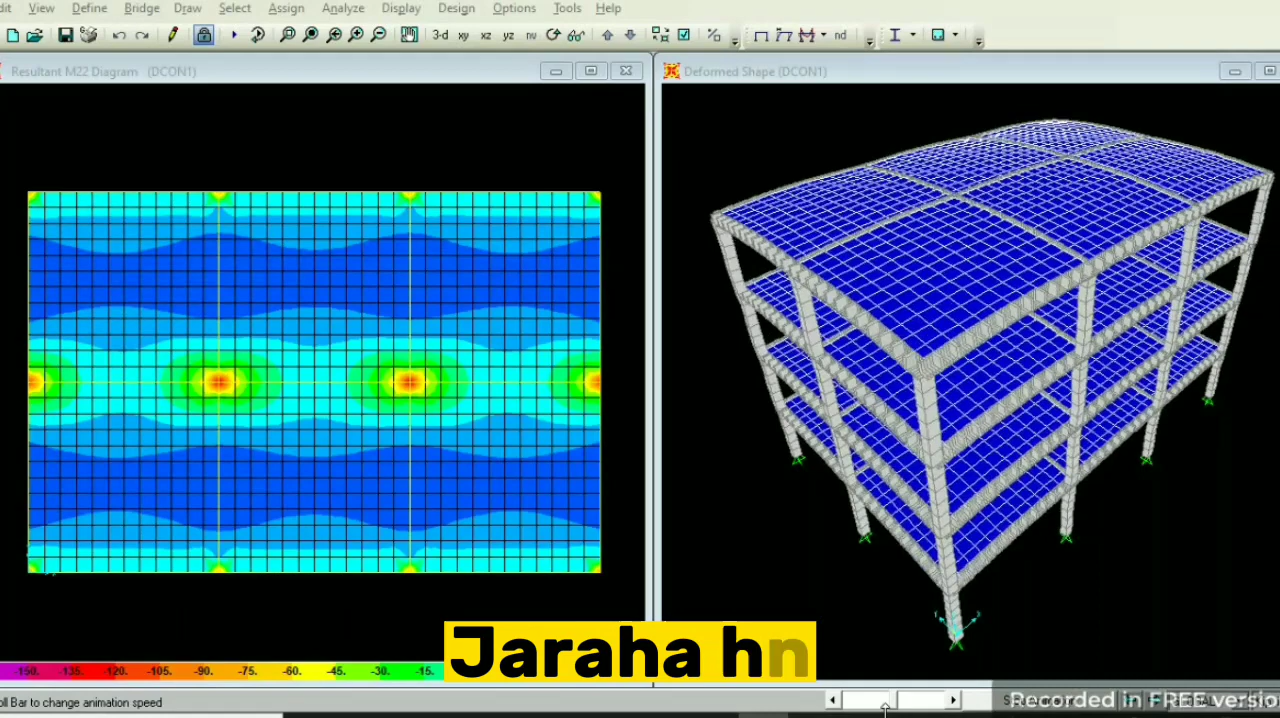 dit View Define Bridge Draw Select Assign Analyze Display Design Options Tools Help
3-d xy xz yz nv nd
Resultant M22 Diagram (DCON1)
Deformed Shape (DCON1)
-150. -135. -120. -105. -90. -75. -60. -45. -30. -15.
Jaraha hn
oll Bar to change animation speed
Recorded in FREE versio